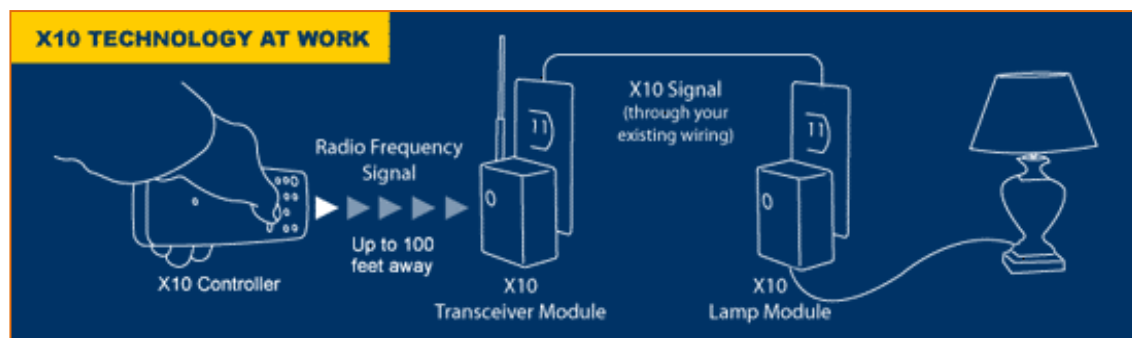 X10 TECHNOLOGY AT WORK
X10 Signal
(through your
existing wiring)
Radio Frequency
Signal
Up to 100
feet away
X10 Controller
X10
Transceiver Module
X10
Lamp Module